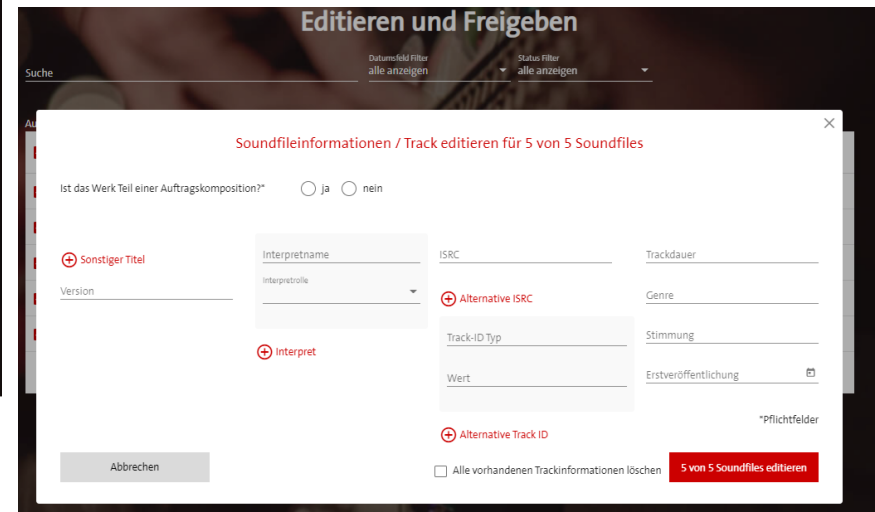 Editieren und Freigeben
Suche
Datumsfeld Filter
alle anzeigen
Status Filter
alle anzeigen
Au
Soundfileinformationen / Track editieren für 5 von 5 Soundfiles
Ist das Werk Teil einer Auftragskomposition?* ja nein
Sonstiger Titel
Version
Interpretname
Interpretrolle
Interpret
ISRC
Alternative ISRC
Track-ID Typ
Wert
Alternative Track ID
Trackdauer
Genre
Stimmung
Erstveröffentlichung
*Pflichtfelder
Abbrechen
Alle vorhandenen Trackinformationen löschen
5 von 5 Soundfiles editieren